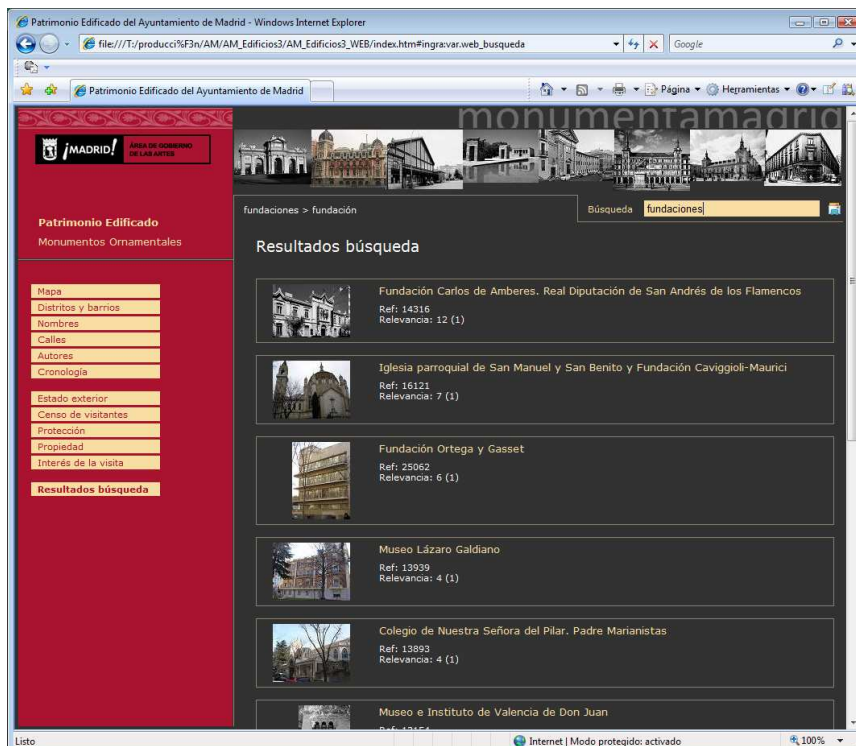 Patrimonio Edificado del Ayuntamiento de Madrid - Windows Internet Explorer
file:///T:/producci%F3n/AM/AM_Edificios3/AM_Edificios3_WEB/index.htm#ingra:var.web_busqueda
Google
Patrimonio Edificado del Ayuntamiento de Madrid
Página
Herramientas
monumentamadrid
¡MADRID!
ÁREA DE GOBIERNO
DE LAS ARTES
fundaciones > fundación
Búsqueda
fundaciones
Patrimonio Edificado
Monumentos Ornamentales
Resultados búsqueda
Mapa
Distritos y barrios
Nombres
Calles
Autores
Cronología
Estado exterior
Censo de visitantes
Protección
Propiedad
Interés de la visita
Resultados búsqueda
Fundación Carlos de Amberes. Real Diputación de San Andrés de los Flamencos
Ref: 14316
Relevancia: 12 (1)
Iglesia parroquial de San Manuel y San Benito y Fundación Caviggioli-Maurici
Ref: 16121
Relevancia: 7 (1)
Fundación Ortega y Gasset
Ref: 25062
Relevancia: 6 (1)
Museo Lázaro Galdiano
Ref: 13939
Relevancia: 4 (1)
Colegio de Nuestra Señora del Pilar. Padre Marianistas
Ref: 13893
Relevancia: 4 (1)
Museo e Instituto de Valencia de Don Juan
Listo
Internet | Modo protegido: activado
100%